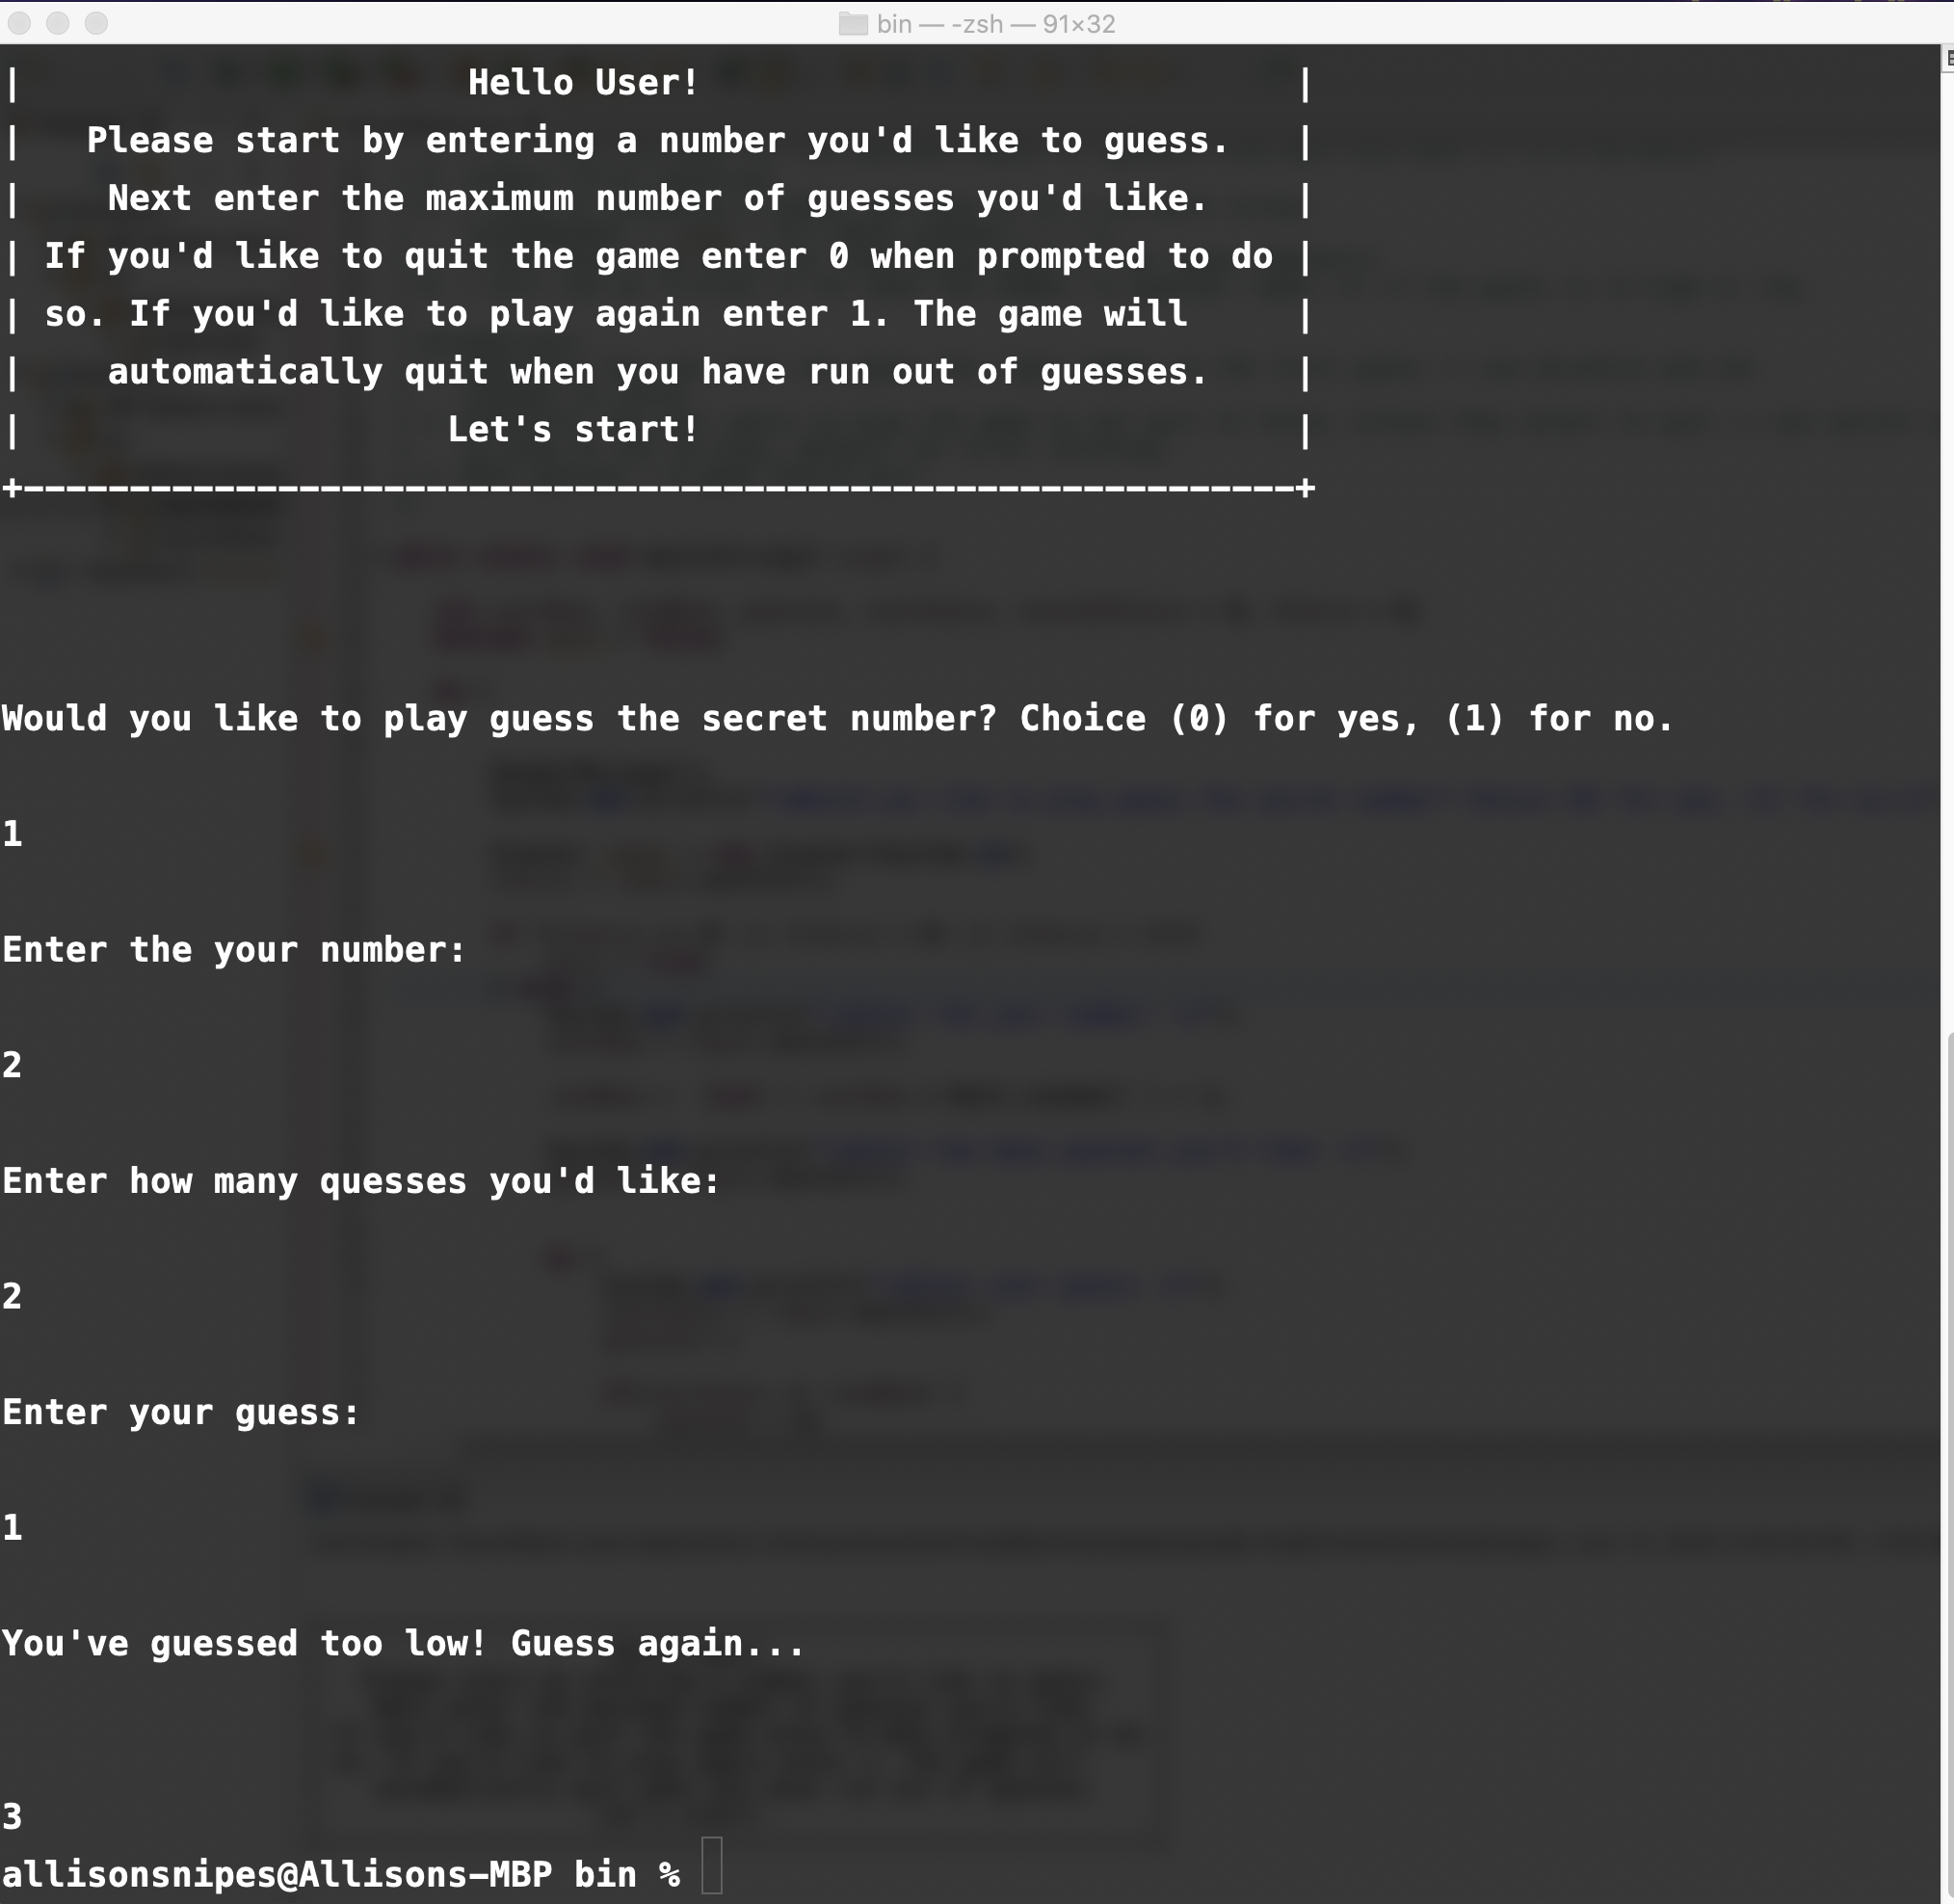 bin — -zsh — 91×32
| Hello User! |
| Please start by entering a number you'd like to guess. |
| Next enter the maximum number of guesses you'd like. |
| If you'd like to quit the game enter 0 when prompted to do |
| so. If you'd like to play again enter 1. The game will |
| automatically quit when you have run out of guesses. |
| Let's start! |
+------------------------------------------------------------+
Would you like to play guess the secret number? Choice (0) for yes, (1) for no.
1
Enter the your number:
2
Enter how many quesses you'd like:
2
Enter your guess:
1
You've guessed too low! Guess again...
3
allisonsnipes@Allisons-MBP bin %